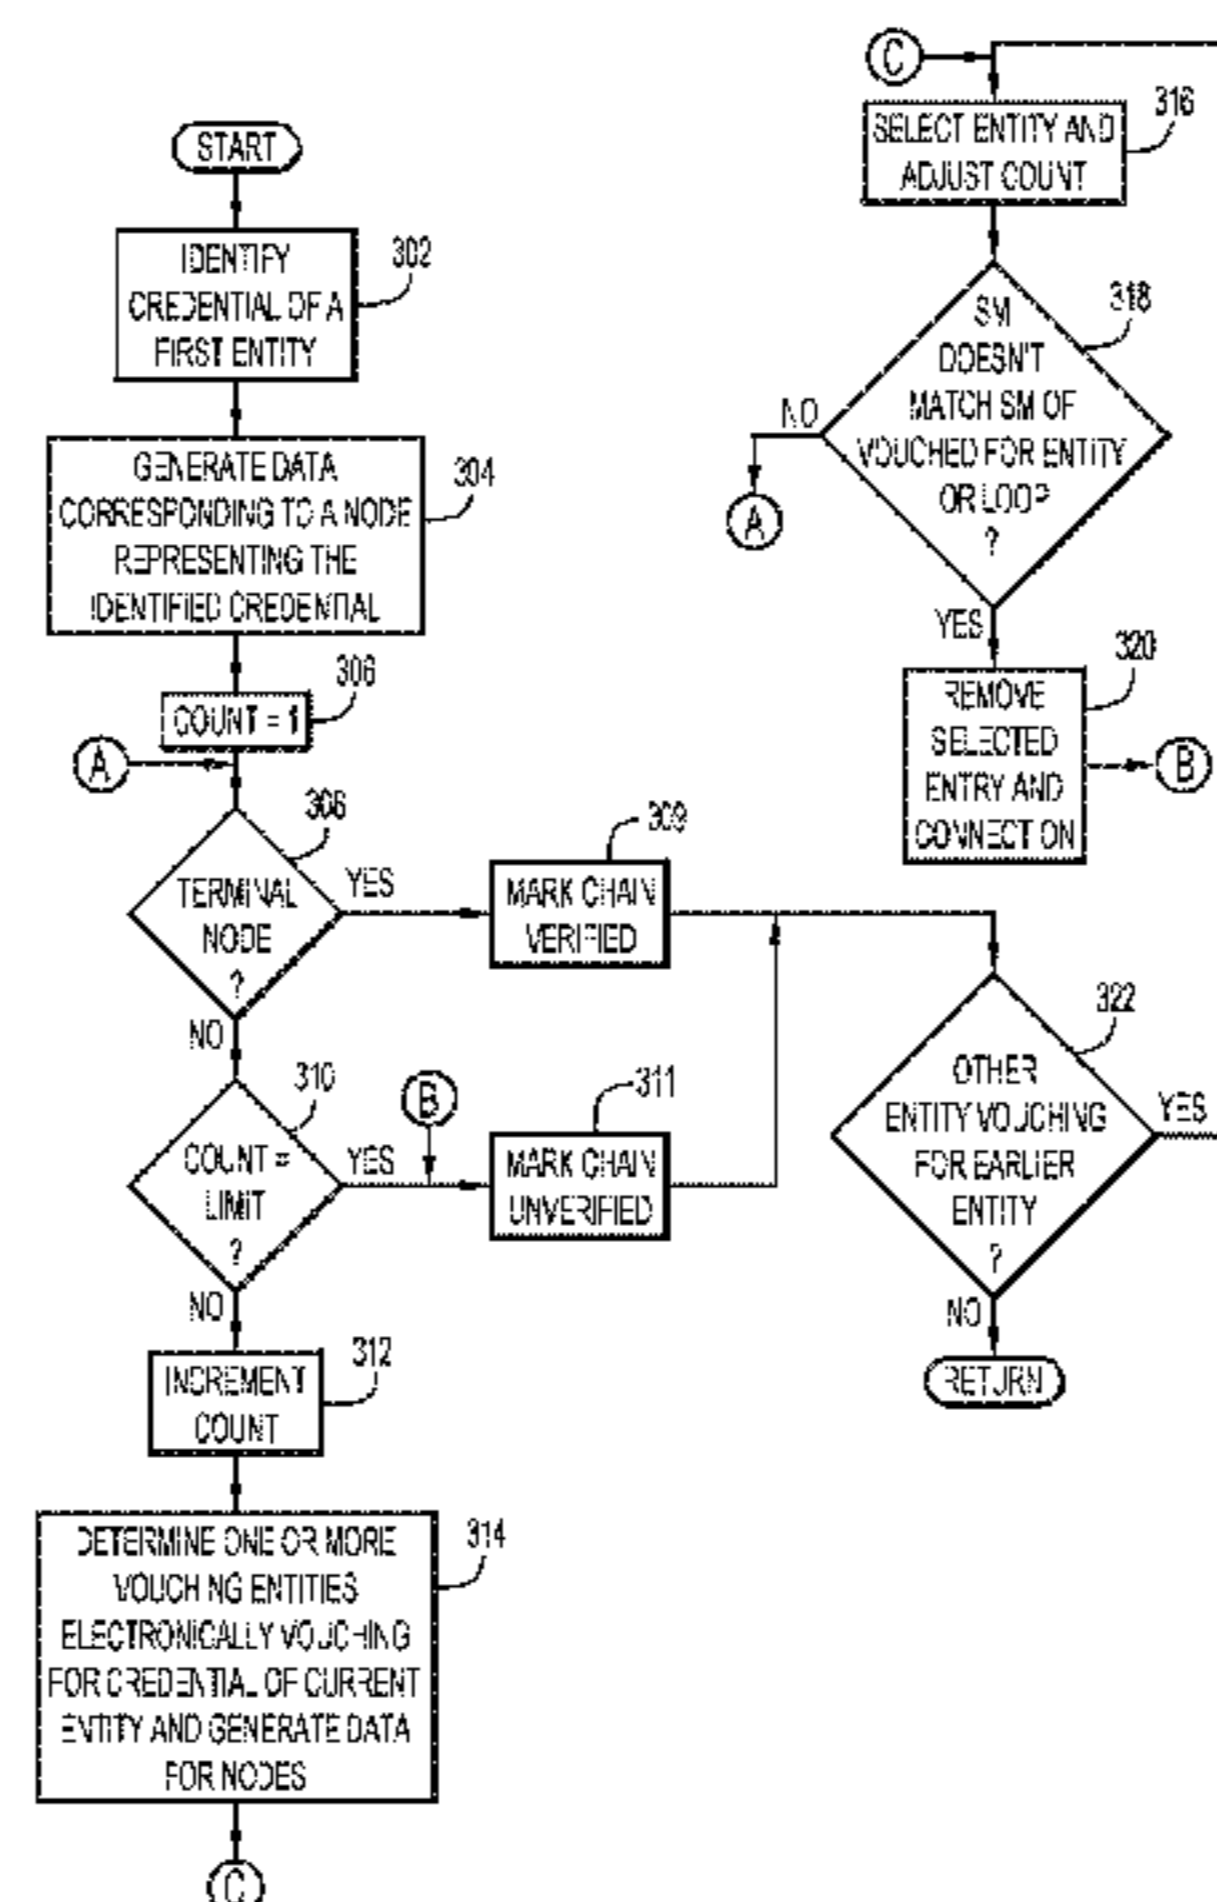 START
IDENTIFY
CREDENTIAL OF A
FIRST ENTITY
302
GENERATE DATA
CORRESPONDING TO A NODE
REPRESENTING THE
IDENTIFIED CREDENTIAL
304
COUNT = 1
306
A
TERMINAL
NODE
?
308
YES
NO
MARK CHAIN
VERIFIED
309
COUNT =
LIMIT
?
310
YES
NO
B
MARK CHAIN
UNVERIFIED
311
INCREMENT
COUNT
312
DETERMINE ONE OR MORE
VOUCHING ENTITIES
ELECTRONICALLY VOUCHING
FOR CREDENTIAL OF CURRENT
ENTITY AND GENERATE DATA
FOR NODES
314
C
C
SELECT ENTITY AND
ADJUST COUNT
316
SM
DOESN'T
MATCH SM OF
VOUCHED FOR ENTITY
OR LOOP
?
318
NO
A
YES
REMOVE
SELECTED
ENTRY AND
CONNECTION
320
B
OTHER
ENTITY VOUCHING
FOR EARLIER
ENTITY
?
322
YES
NO
RETURN